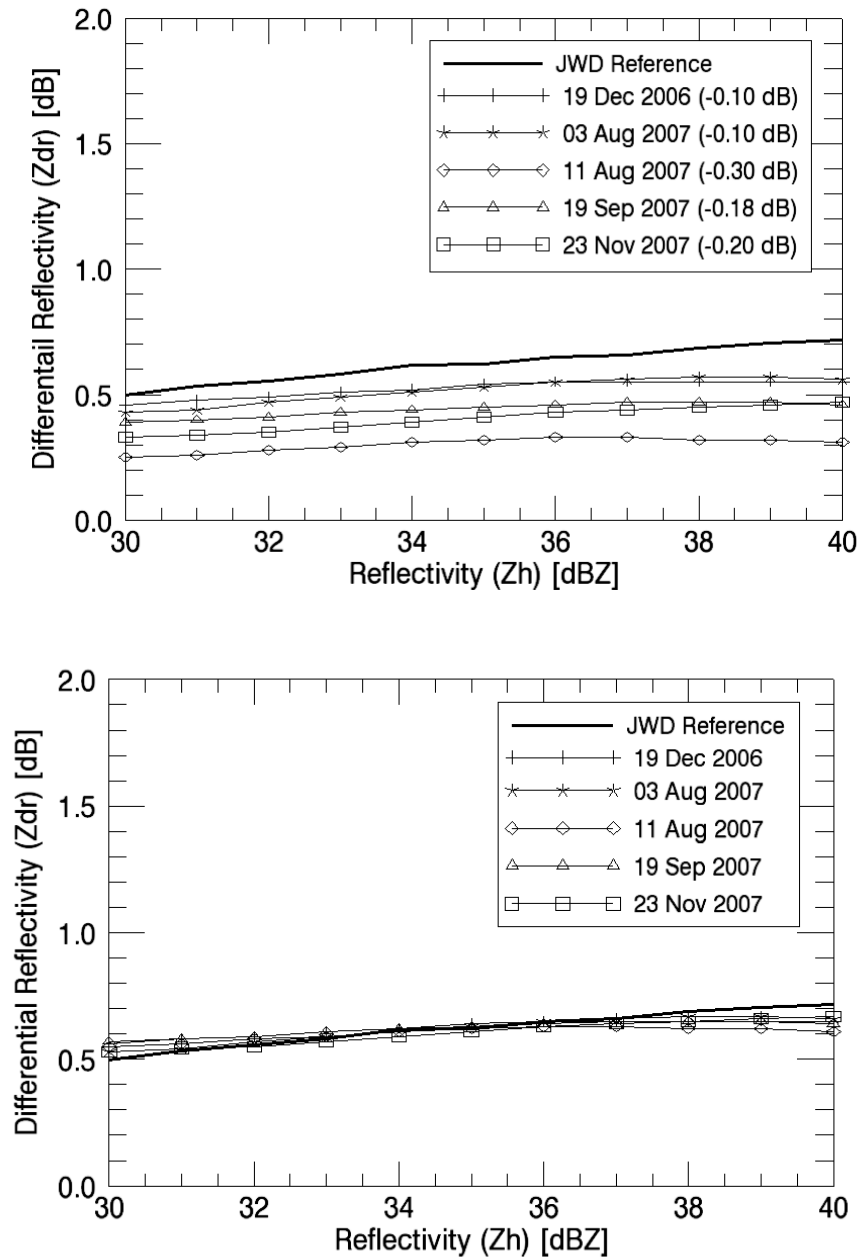 2.0
1.5
1.0
0.5
0.0
Differentail Reflectivity (Zdr) [dB]
JWD Reference
19 Dec 2006 (-0.10 dB)
03 Aug 2007 (-0.10 dB)
11 Aug 2007 (-0.30 dB)
19 Sep 2007 (-0.18 dB)
23 Nov 2007 (-0.20 dB)
30 32 34 36 38 40
Reflectivity (Zh) [dBZ]
2.0
1.5
1.0
0.5
0.0
Differential Reflectivity (Zdr) [dB]
JWD Reference
19 Dec 2006
03 Aug 2007
11 Aug 2007
19 Sep 2007
23 Nov 2007
30 32 34 36 38 40
Reflectivity (Zh) [dBZ]